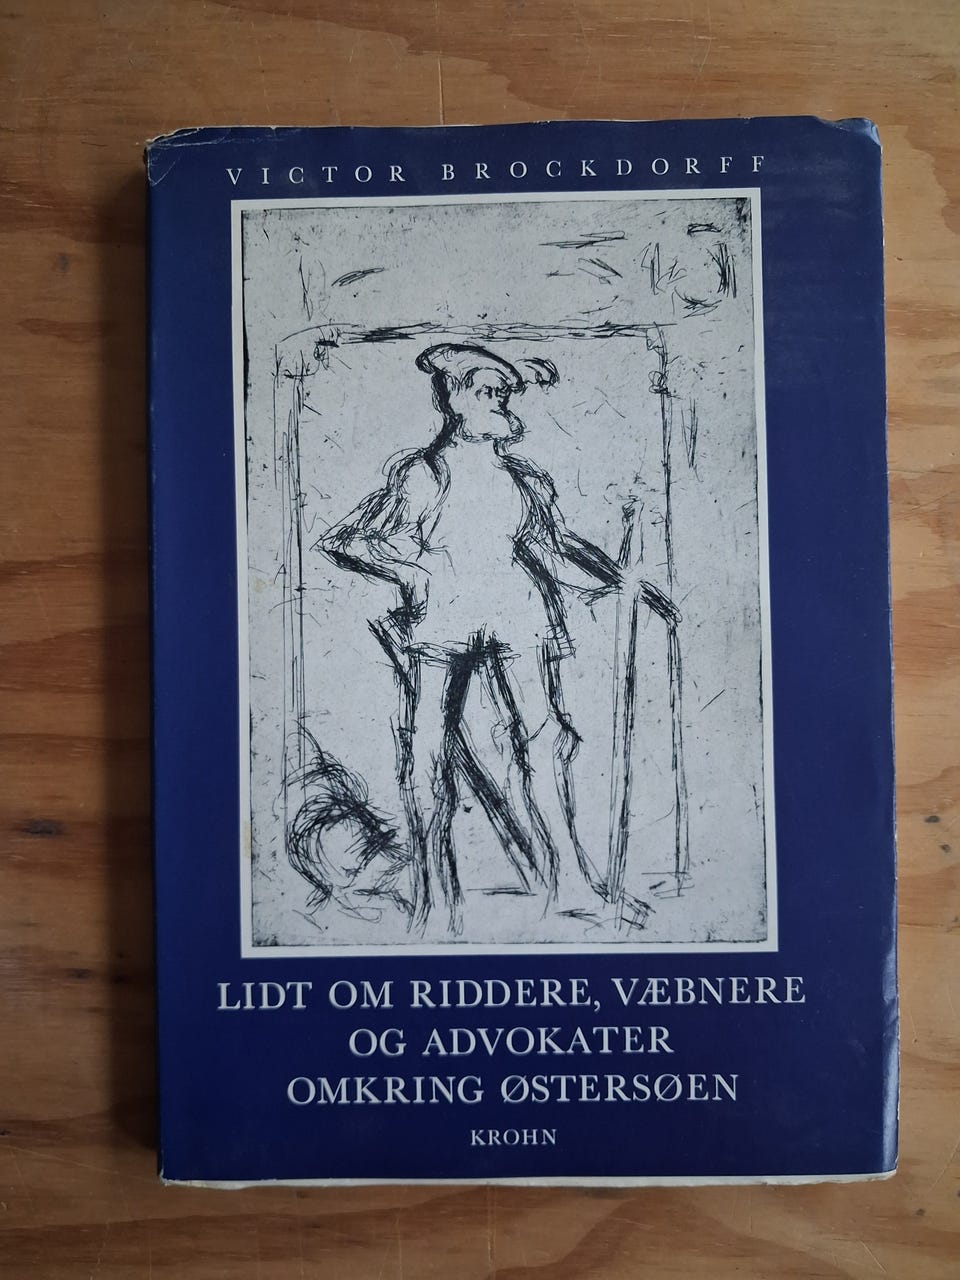 VICTOR BROCKDORFF
LIDT OM RIDDERE, VÆBNERE
OG ADVOKATER
OMKRING ØSTERSØEN
KROHN